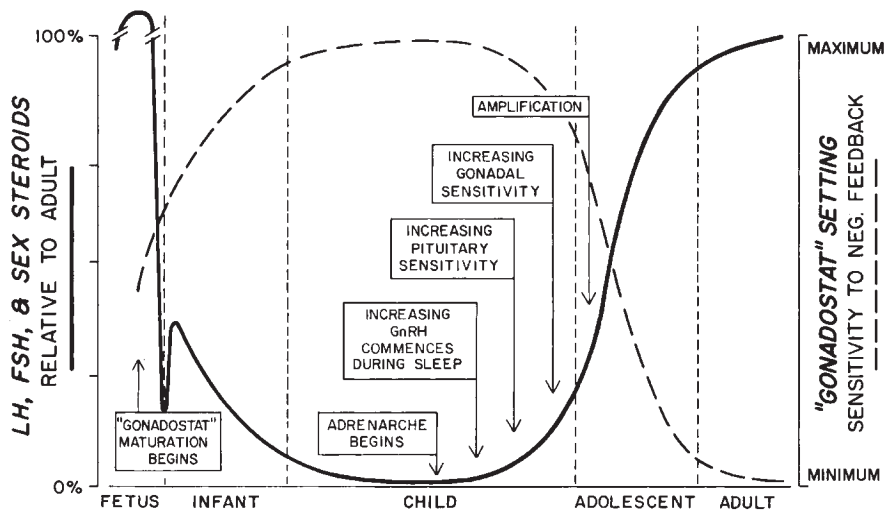 LH, FSH, & SEX STEROIDS
RELATIVE TO ADULT
100%
0%
"GONADOSTAT"
MATURATION
BEGINS
ADRENARCHE
BEGINS
INCREASING
GnRH
COMMENCES
DURING SLEEP
INCREASING
PITUITARY
SENSITIVITY
INCREASING
GONADAL
SENSITIVITY
AMPLIFICATION
MAXIMUM
MINIMUM
"GONADOSTAT" SETTING
SENSITIVITY TO NEG. FEEDBACK
FETUS
INFANT
CHILD
ADOLESCENT
ADULT